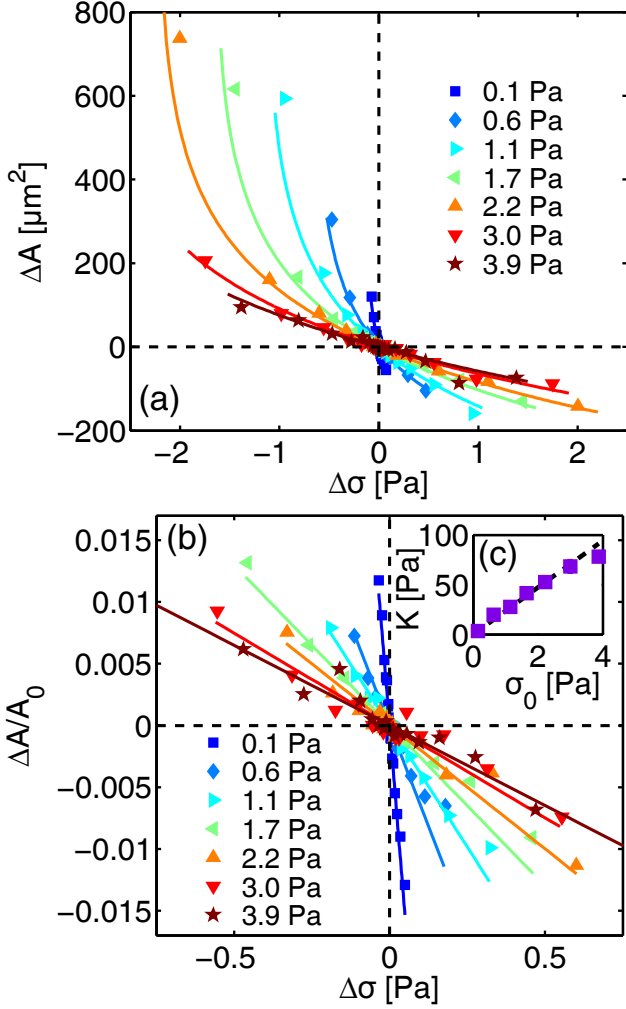 800
600
400
200
0
−200
ΔA [µm²]
0.1 Pa
0.6 Pa
1.1 Pa
1.7 Pa
2.2 Pa
3.0 Pa
3.9 Pa
(a)
−2 −1 0 1 2
Δσ [Pa]
(b)
0.015
0.01
0.005
0
−0.005
−0.01
−0.015
ΔA/A₀
(c)
100
50
0
K [Pa]
0 2 4
σ₀ [Pa]
0.1 Pa
0.6 Pa
1.1 Pa
1.7 Pa
2.2 Pa
3.0 Pa
3.9 Pa
−0.5 0 0.5
Δσ [Pa]